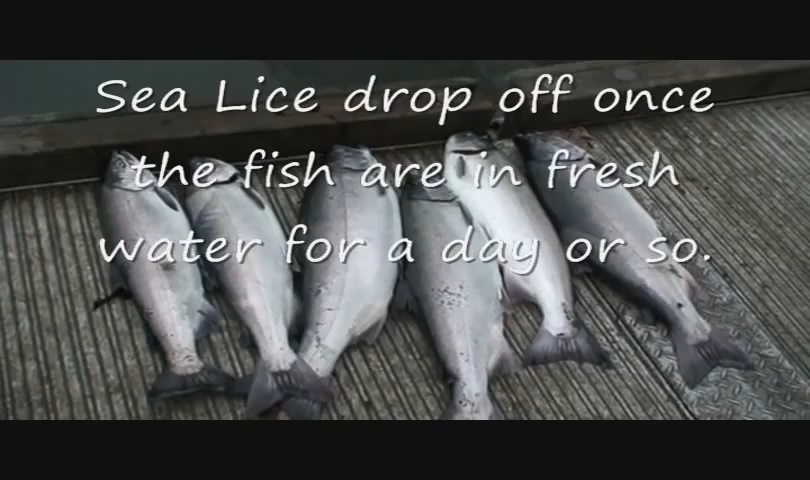 Sea Lice drop off once
the fish are in fresh
water for a day or so.